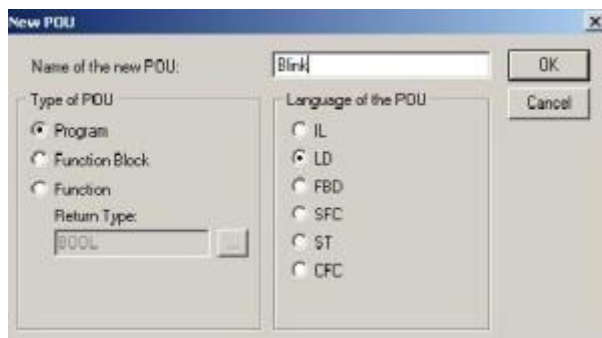 New POU
Name of the new POU:
Blink
OK
Cancel
Type of POU
Program
Function Block
Function
Return Type:
BOOL
...
Language of the POU
IL
LD
FBD
SFC
ST
CFC